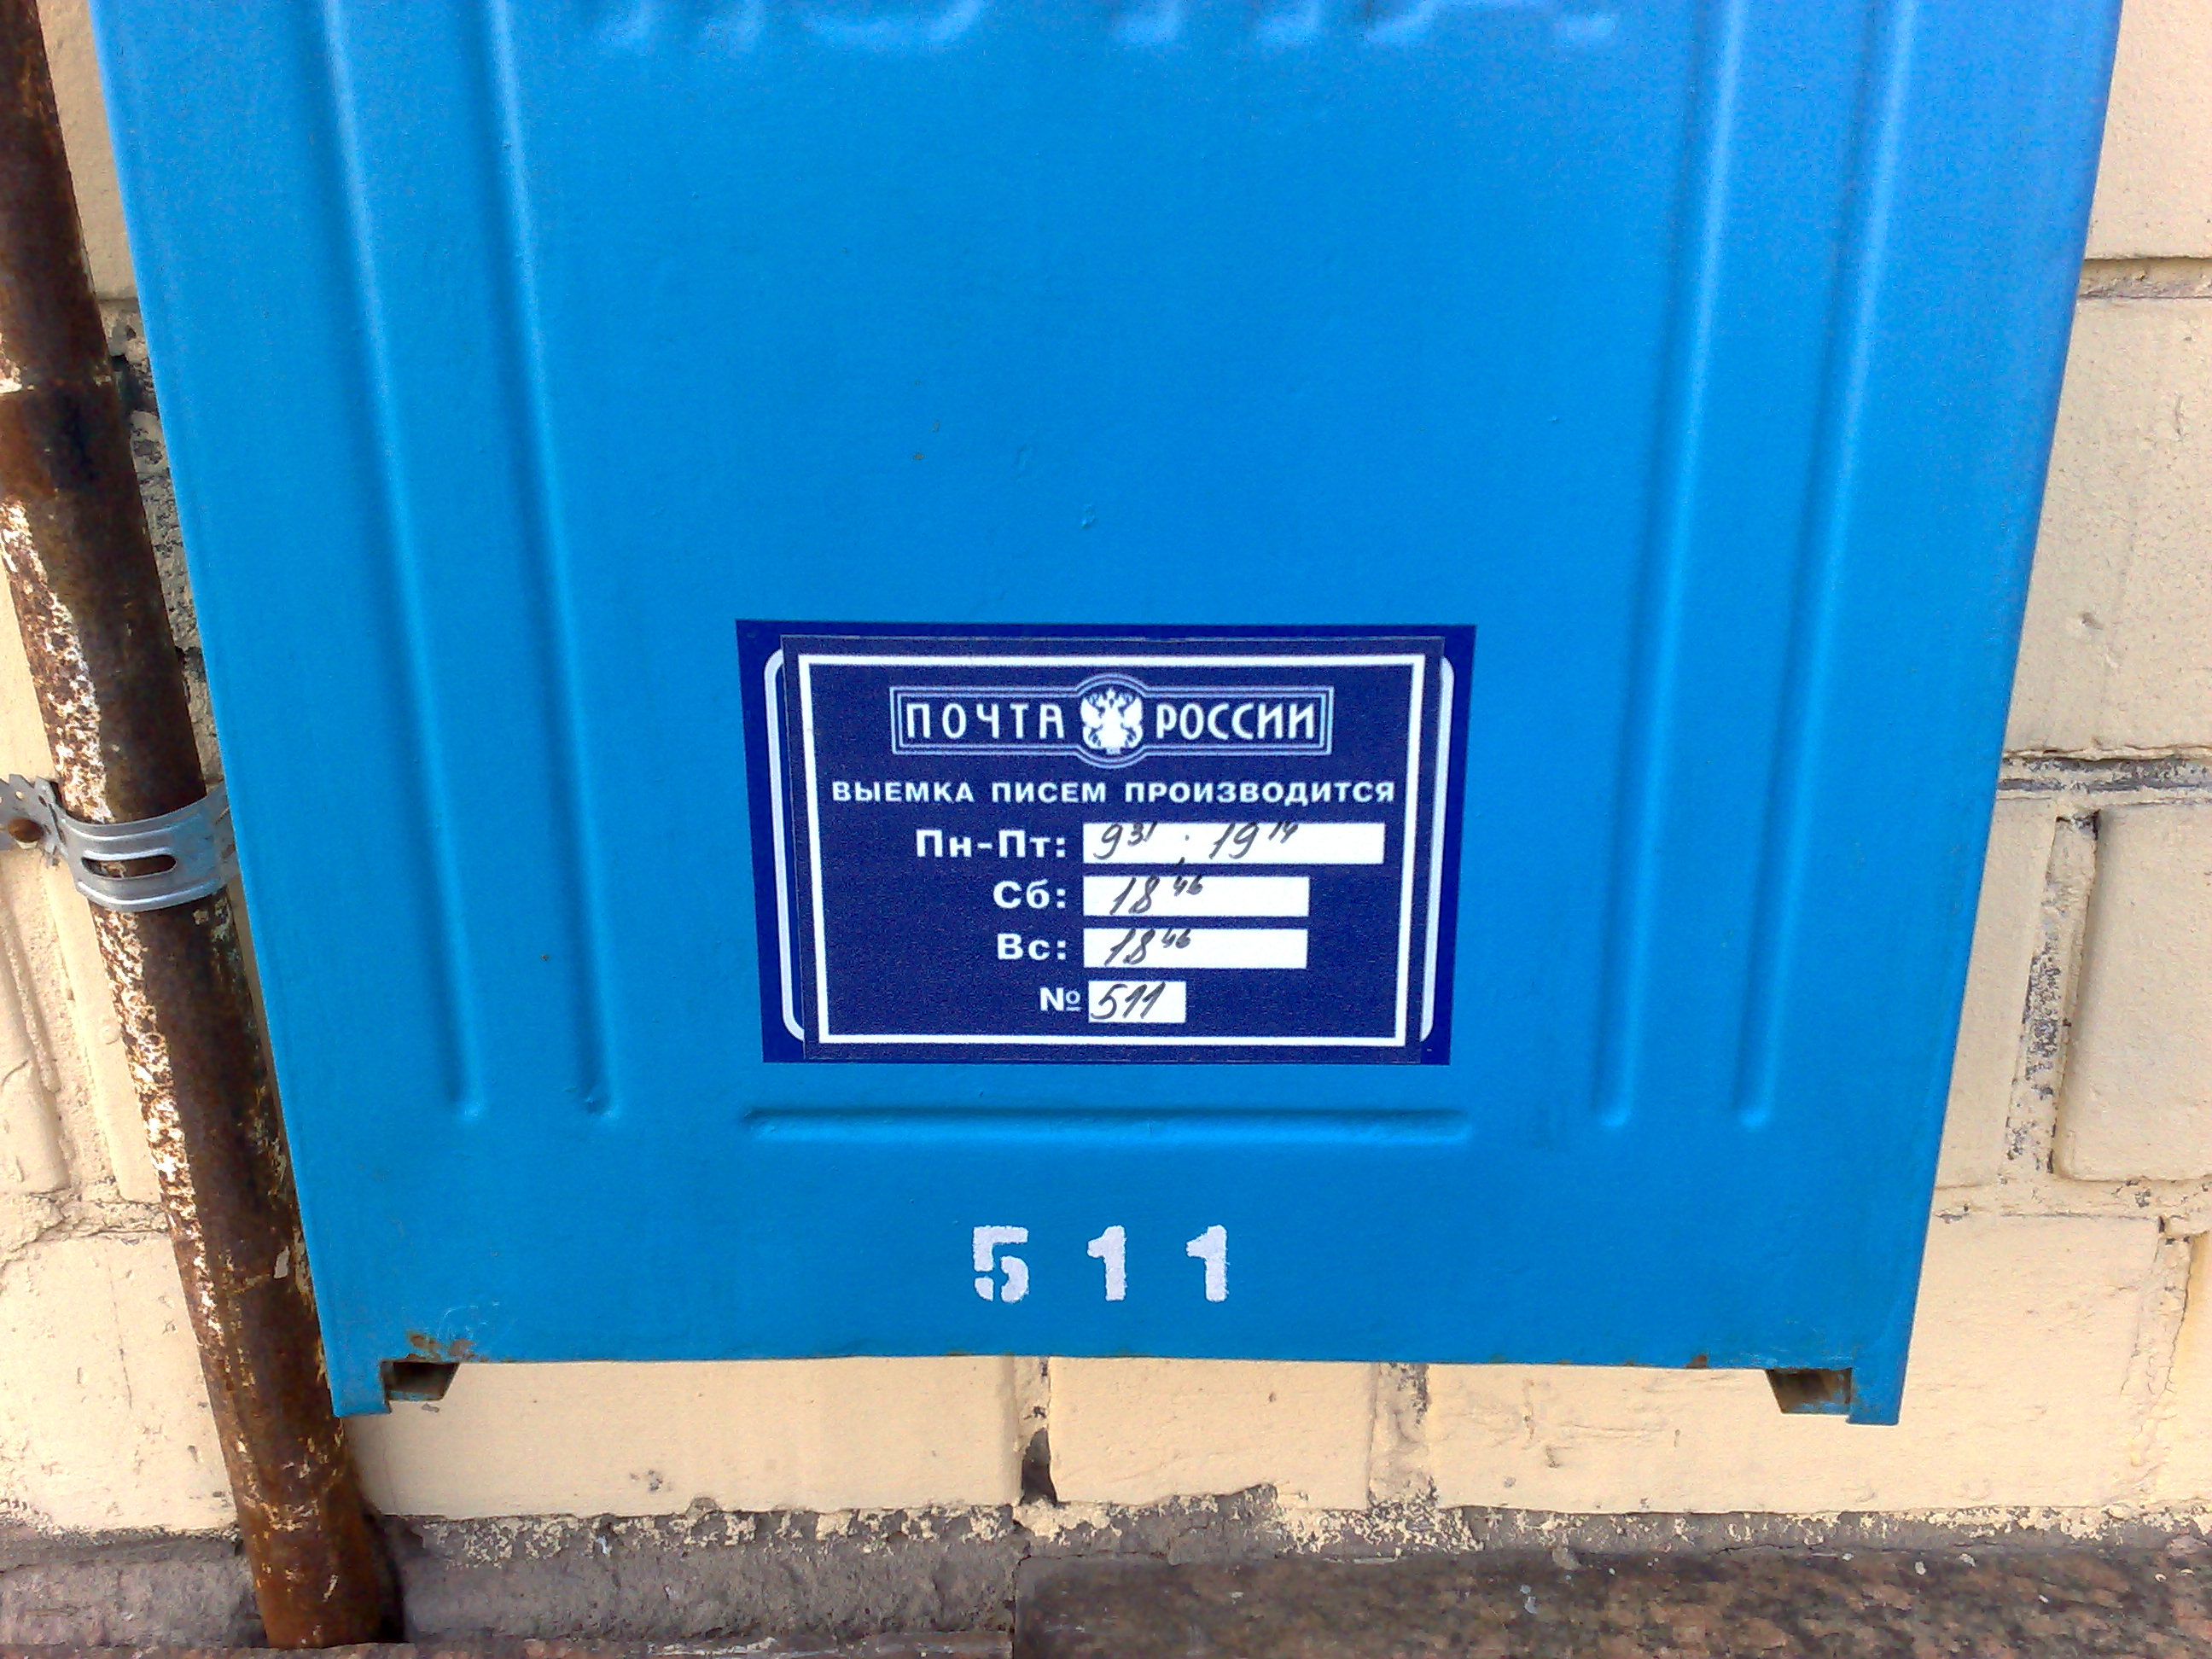 ПОЧТА РОССИИ
ВЫЕМКА ПИСЕМ ПРОИЗВОДИТСЯ
Пн-Пт: 9³¹ ; 19¹⁴
Сб: 18⁴⁶
Вс: 18⁴⁶
№ 511
511